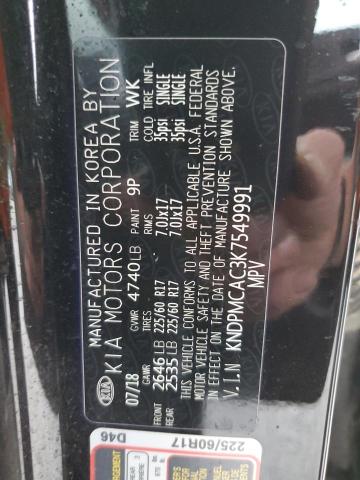 MANUFACTURED IN KOREA BY
KIA KIA MOTORS CORPORATION
07/18 GVWR 4740LB PAINT 9P TRIM WK
GAWR TIRES RIMS COLD TIRE INFL
FRONT 2646 LB 225/60 R17 7.0Jx17 35psi SINGLE
REAR 2535 LB 225/60 R17 7.0Jx17 35psi SINGLE
THIS VEHICLE CONFORMS TO ALL APPLICABLE U.S.A. FEDERAL
MOTOR VEHICLE SAFETY AND THEFT PREVENTION STANDARDS
IN EFFECT ON THE DATE OF MANUFACTURE SHOWN ABOVE.
V.I.N KNDPMCAC3K7549991
MPV
D46
225/60R17